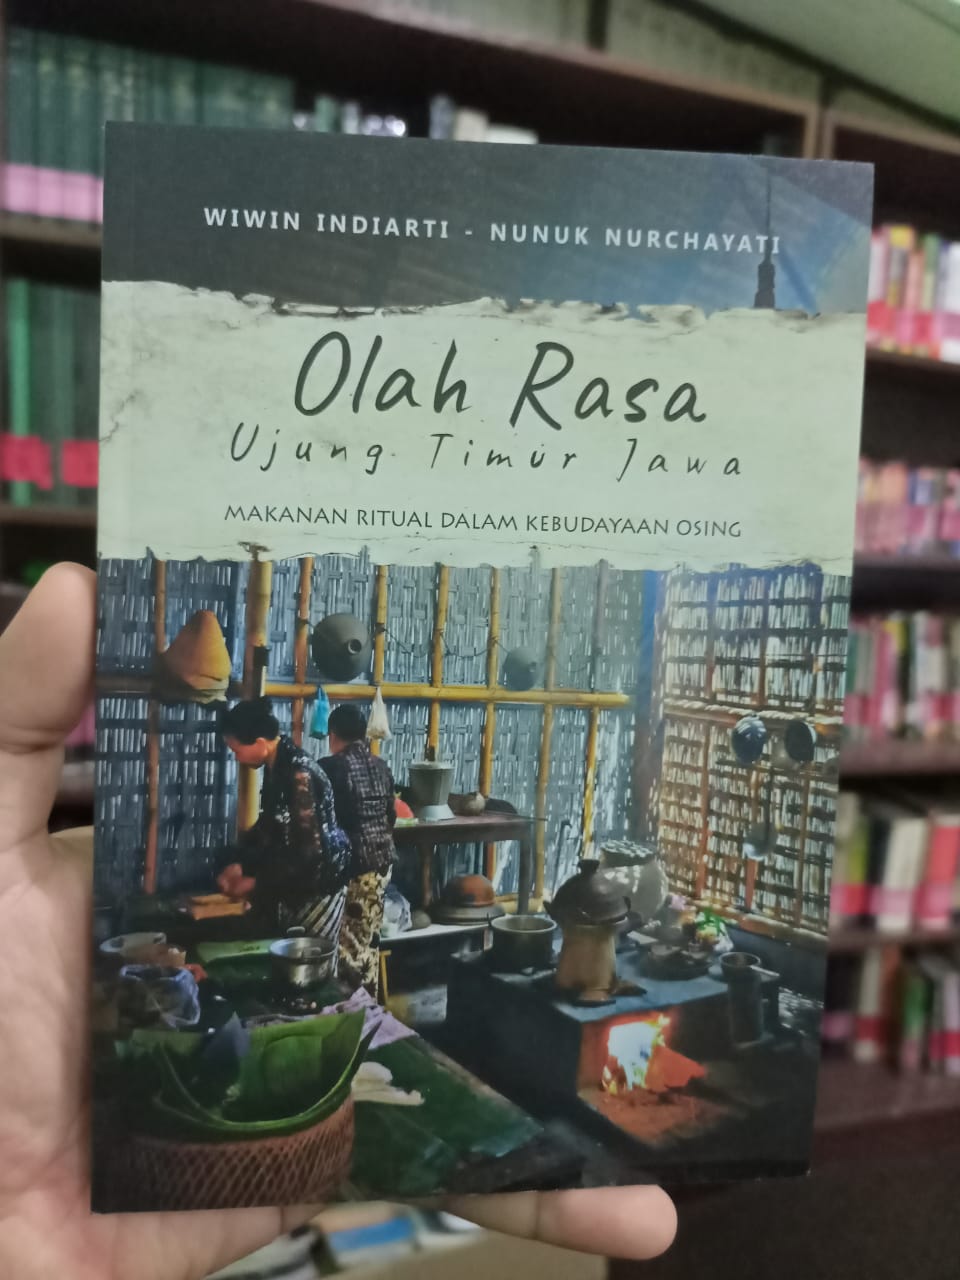 WIWIN INDIARTI - NUNUK NURCHAYATI
Olah Rasa
Ujung Timur Jawa
MAKANAN RITUAL DALAM KEBUDAYAAN OSING